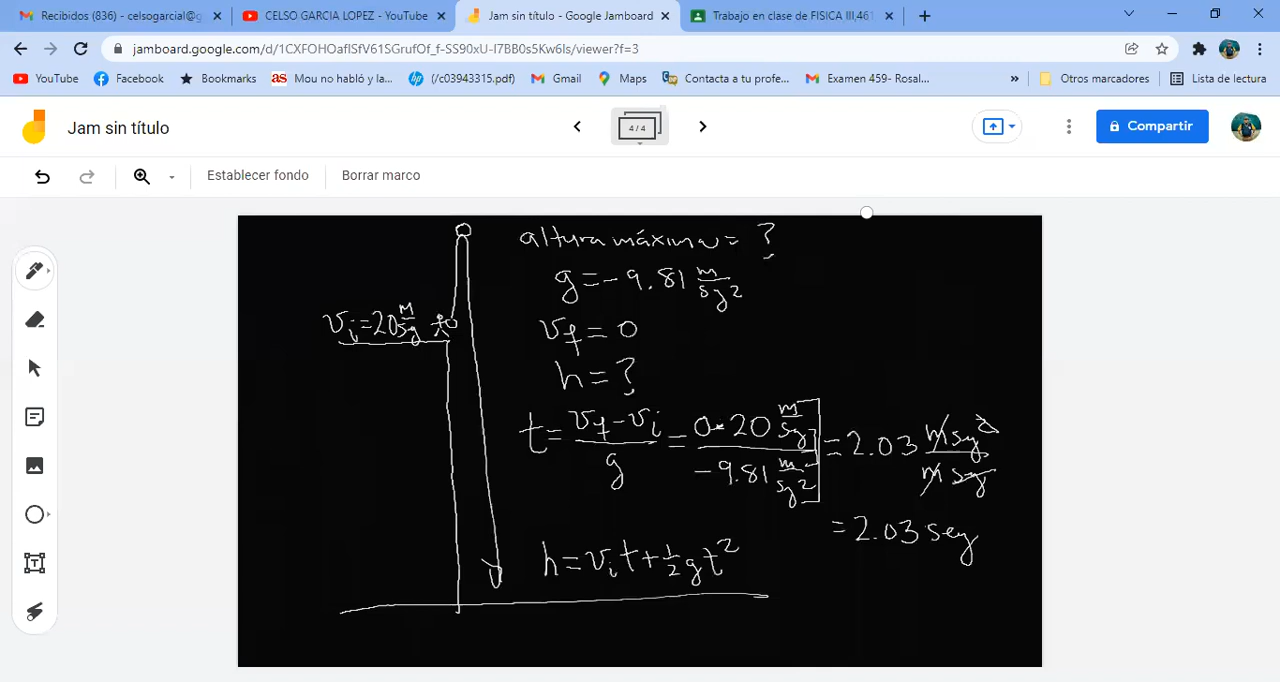 Recibidos (836) - celsogarcial@g
CELSO GARCIA LOPEZ - YouTube
Jam sin título - Google Jamboard
Trabajo en clase de FISICA III,461
jamboard.google.com/d/1CXFOHOafISfV61SGrufOf_f-SS90xU-I7BB0s5Kw6Is/viewer?f=3
YouTube
Facebook
Bookmarks
Mou no habló y la...
(/c03943315.pdf)
Gmail
Maps
Contacta a tu profe...
Examen 459- Rosal...
»
Otros marcadores
Lista de lectura
Jam sin título
4 / 4
Compartir
Establecer fondo
Borrar marco
altura máxima = ?
g = -9.81 m/sg²
vi = 20 m/sg
vf = 0
h = ?
t = vf - vi / g = 0 - 20 m/sg / -9.81 m/sg² = 2.03 m sg² / m sg
= 2.03 seg
h = vi t + 1/2 g t²